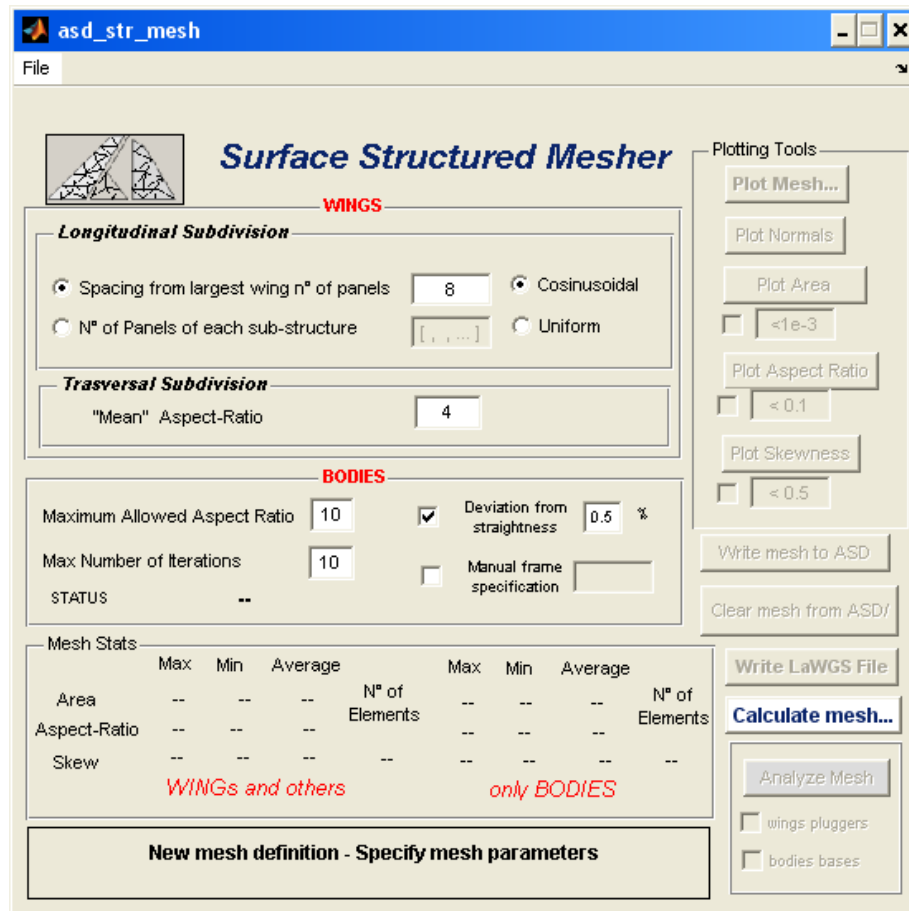 asd_str_mesh
File
Surface Structured Mesher
WINGS
Longitudinal Subdivision
Spacing from largest wing n° of panels 8 Cosinusoidal
N° of Panels of each sub-structure [ , , ... ] Uniform
Trasversal Subdivision
"Mean" Aspect-Ratio 4
BODIES
Maximum Allowed Aspect Ratio 10
Deviation from
straightness 0.5 %
Max Number of Iterations 10
Manual frame
specification
STATUS --
Mesh Stats
Max Min Average Max Min Average
N° of
Elements
N° of
Elements
Area -- -- -- -- -- --
Aspect-Ratio -- -- -- -- -- --
Skew -- -- -- -- -- -- -- --
WINGs and others only BODIES
New mesh definition - Specify mesh parameters
Plotting Tools
Plot Mesh...
Plot Normals
Plot Area
<1e-3
Plot Aspect Ratio
< 0.1
Plot Skewness
< 0.5
Write mesh to ASD
Clear mesh from ASD/
Write LaWGS File
Calculate mesh...
Analyze Mesh
wings pluggers
bodies bases